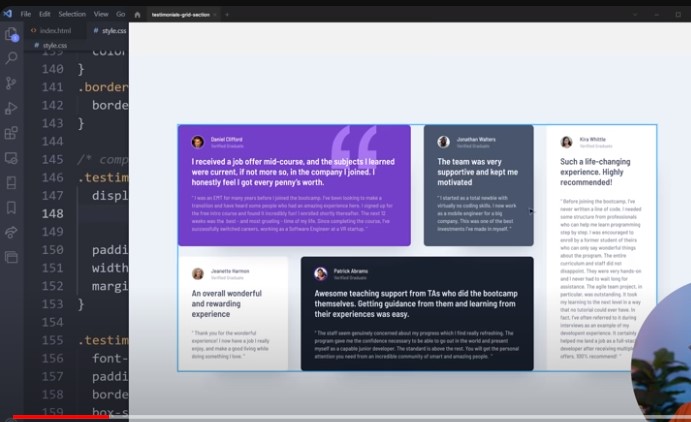 File Edit Selection View Go
testimonials-grid-section
index.html
# style.css
# style.css
139 color
140 }
141 .border
142 borde
143 }
144
145 /* comp
146 .testim
147 displ
148
150 paddi
151 width
152 margi
153 }
154
155 .testim
156 font-
157 paddi
158 borde
159 box-s
Daniel Clifford
Verified Graduate
I received a job offer mid-course, and the subjects I learned
were current, if not more so, in the company I joined. I
honestly feel I got every penny's worth.
" I was an EMT for many years before I joined the bootcamp. I've been looking to make a
transition and have heard some people who had an amazing experience here. I signed up
for the free intro course and found it incredibly fun! I enrolled shortly thereafter. The next 12
weeks was the best - and most grueling - time of my life. Since completing the course, I've
successfully switched careers, working as a Software Engineer at a VR startup. "
Jonathan Walters
Verified Graduate
The team was very
supportive and kept me
motivated
" I started as a total newbie with
virtually no coding skills. I now work
as a mobile engineer for a big
company. This was one of the best
investments I've made in myself. "
Kira Whittle
Verified Graduate
Such a life-changing
experience. Highly
recommended!
" Before joining the bootcamp, I've
never written a line of code. I needed
some structure from professionals
who can help me learn programming
step by step. I was encouraged to
enroll by a former student of theirs
who can only say wonderful things
about the program. The entire
curriculum and staff did not
disappoint. They were very hands-on
and I never had to wait long for
assistance. The agile team project, in
particular, was outstanding. It took
my learning to the next level in a way
that no tutorial could ever have. In
fact, I've often referred to it during
interviews as an example of my
developent experience. It certainly
helped me land a job as a full-stack
developer after receiving multiple
offers. 100% recommend! "
Jeanette Harmon
Verified Graduate
An overall wonderful
and rewarding
experience
" Thank you for the wonderful
experience! I now have a job I really
enjoy, and make a good living while
doing something I love. "
Patrick Abrams
Verified Graduate
Awesome teaching support from TAs who did the bootcamp
themselves. Getting guidance from them and learning from
their experiences was easy.
" The staff seem genuinely concerned about my progress which I find really refreshing. The
program gave me the confidence necessary to be able to go out in the world and present
myself as a capable junior developer. The standard is above the rest. You will get the personal
attention you need from an incredible community of smart and amazing people. "